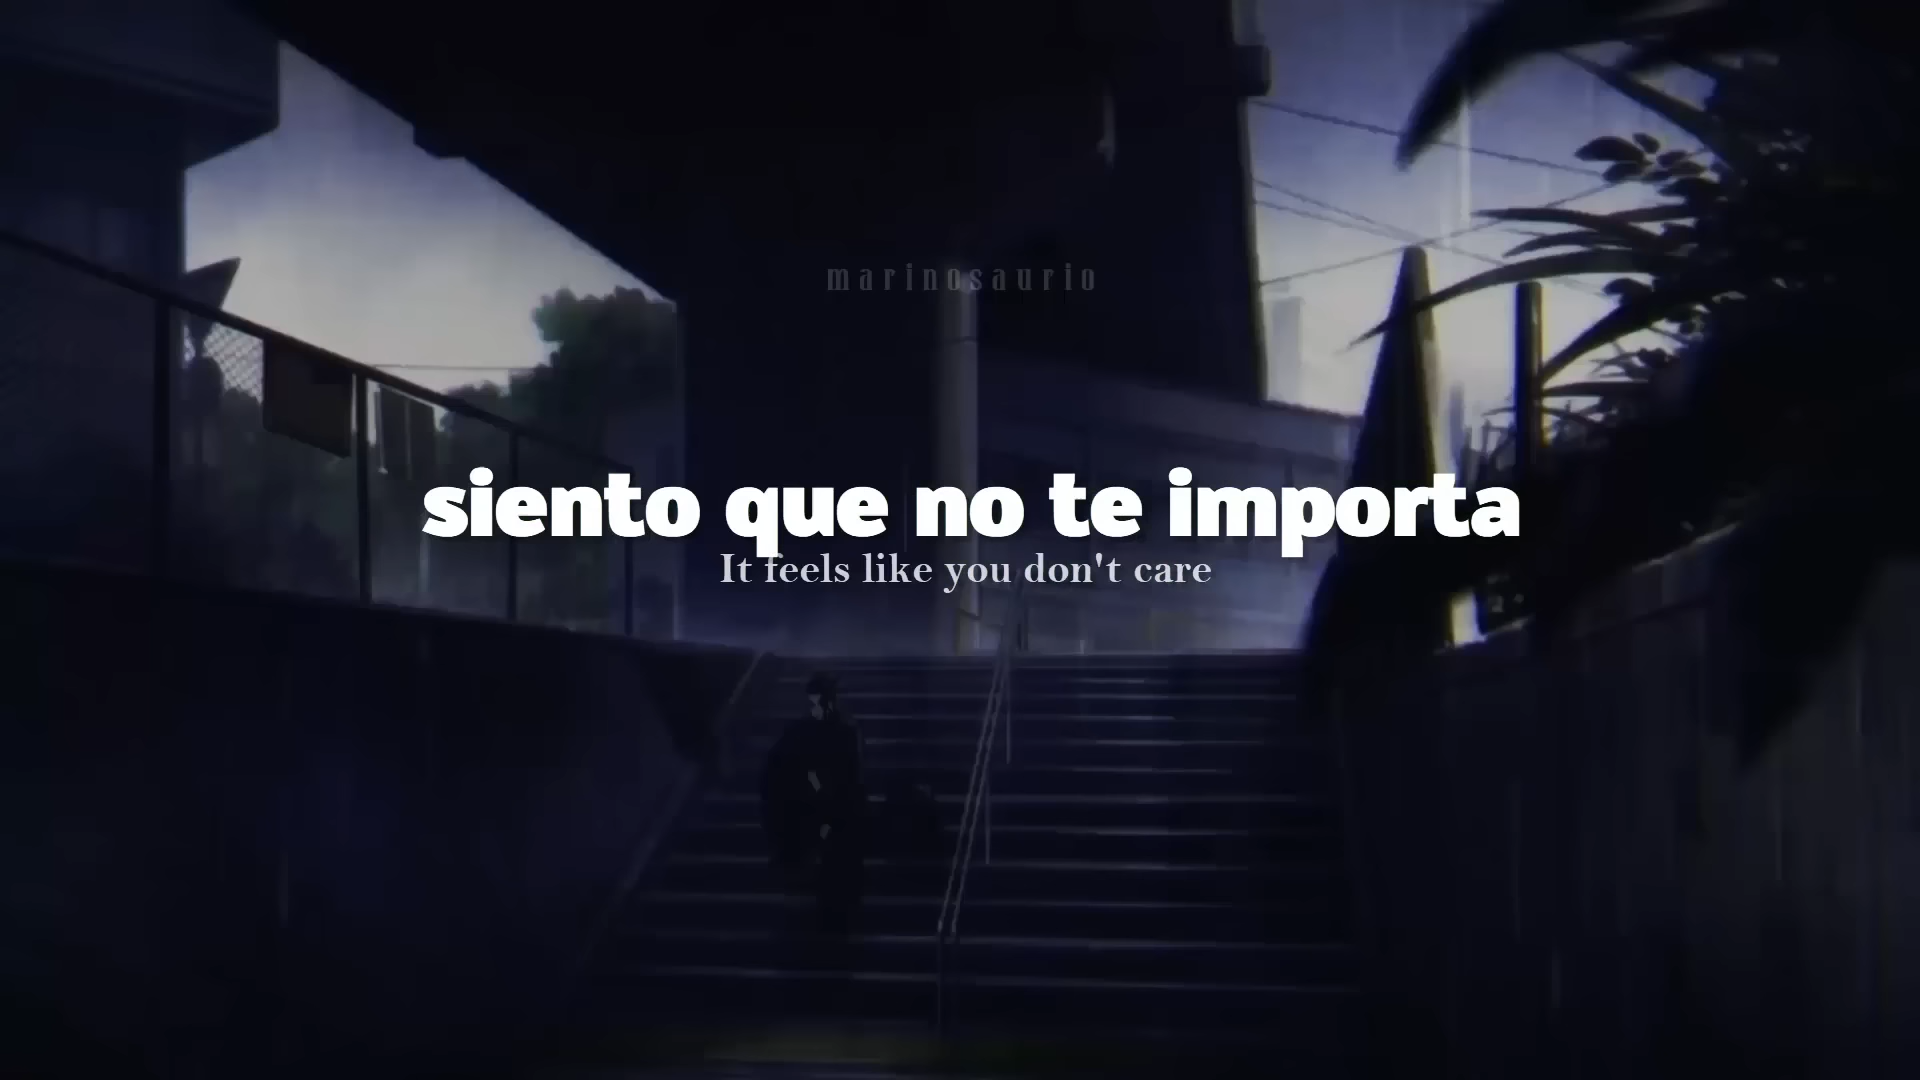 marinosaurio
siento que no te importa
It feels like you don't care